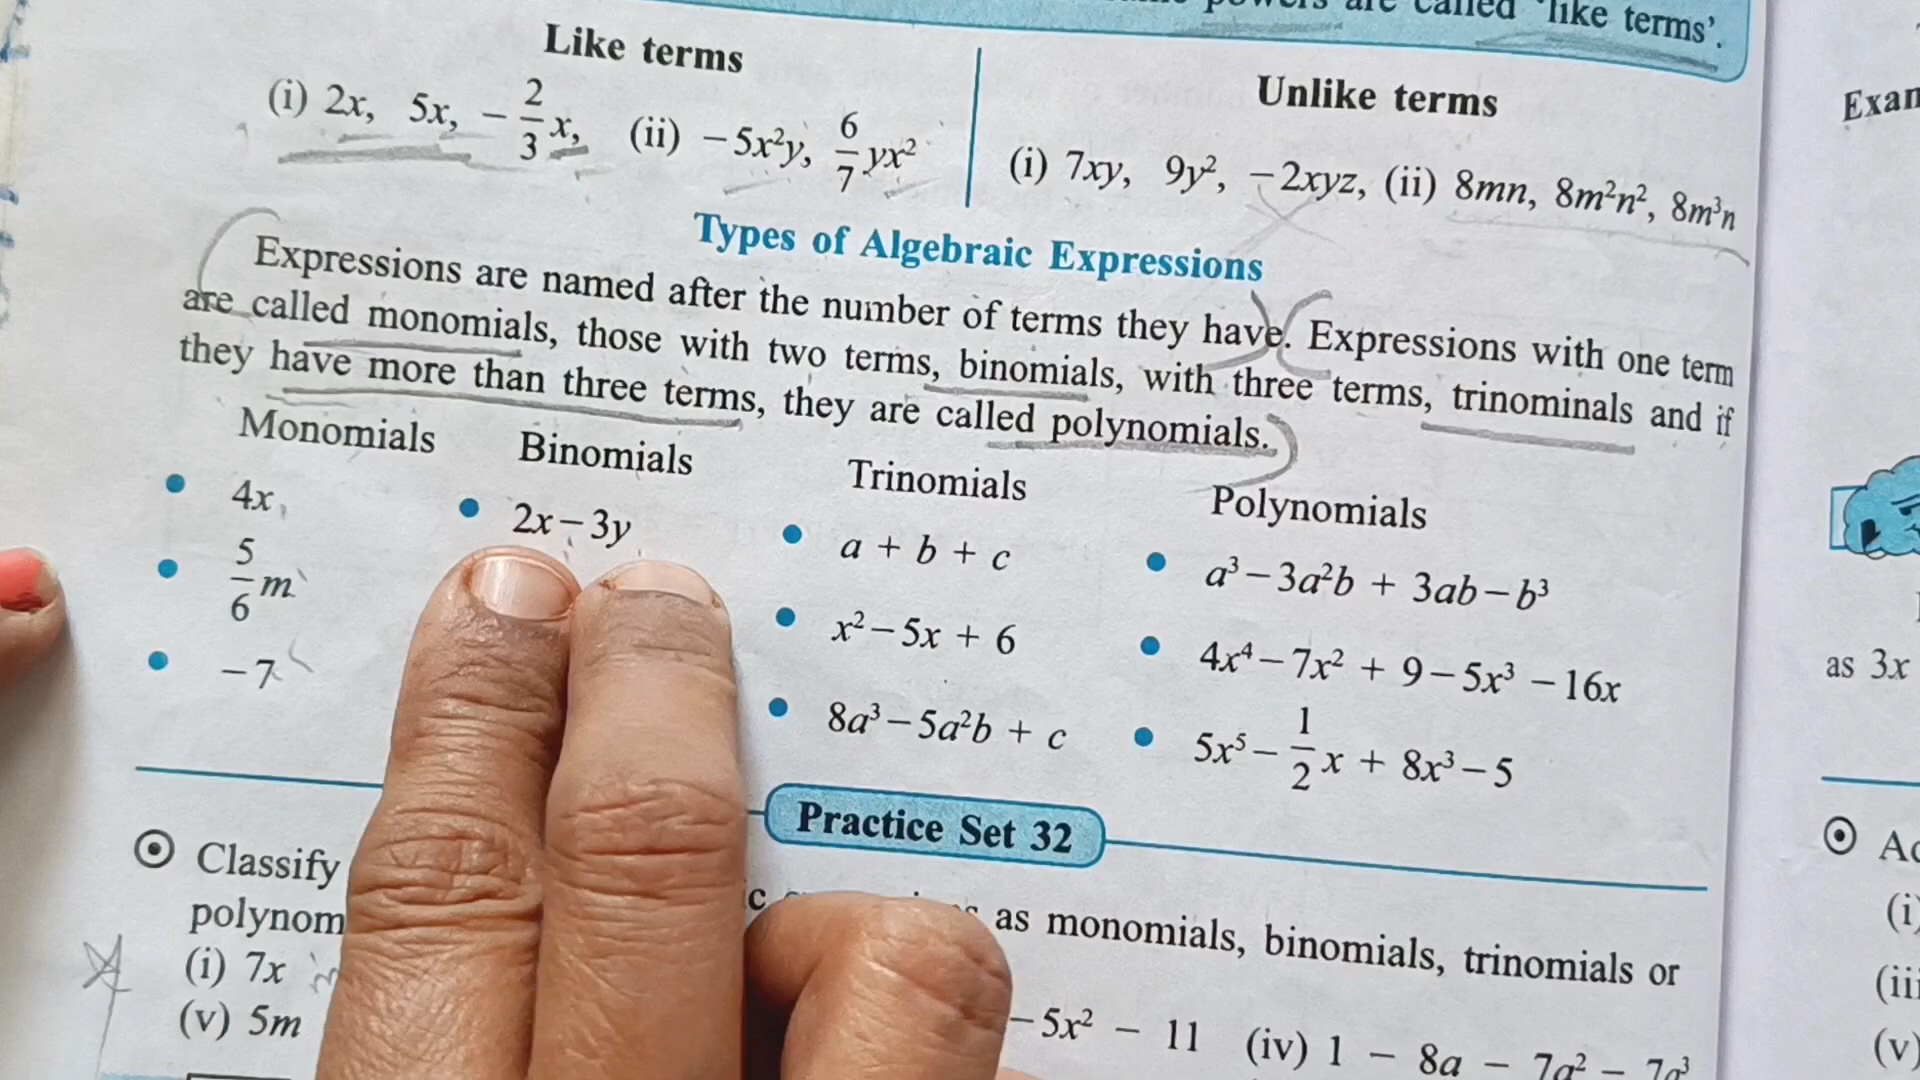 powers are called 'like terms'.
Like terms
Unlike terms
(i) 2x, 5x, −2/3x, (ii) −5x²y, 6/7yx²
(i) 7xy, 9y², −2xyz, (ii) 8mn, 8m²n², 8m³n
Types of Algebraic Expressions
Expressions are named after the number of terms they have. Expressions with one term
are called monomials, those with two terms, binomials, with three terms, trinominals and if
they have more than three terms, they are called polynomials.
Monomials Binomials Trinomials Polynomials
• 4x • 2x−3y • a + b + c • a³−3a²b + 3ab−b³
• 5/6m • x²−5x + 6 • 4x⁴−7x² + 9−5x³−16x
• −7 • 8a³−5a²b + c • 5x⁵−1/2x + 8x³−5
Practice Set 32
Classify as monomials, binomials, trinomials or
(i) 7x −5x² − 11 (iv) 1 − 8a − 7a² − 7a³
(v) 5m
as 3x
(i)
(v)